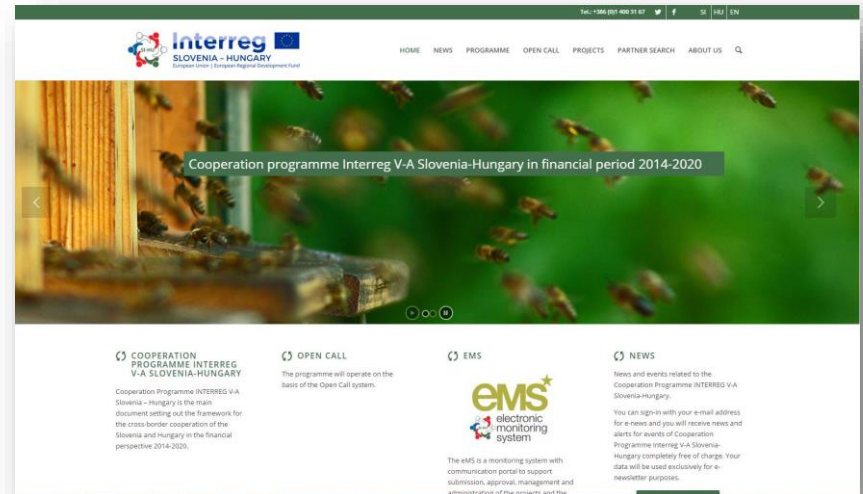 Tel.: +386 (0)1 400 31 67
SI HU EN
Interreg
SLOVENIA – HUNGARY
European Union | European Regional Development Fund
HOME NEWS PROGRAMME OPEN CALL PROJECTS PARTNER SEARCH ABOUT US
Cooperation programme Interreg V-A Slovenia-Hungary in financial period 2014-2020
COOPERATION
PROGRAMME INTERREG
V-A SLOVENIA-HUNGARY
Cooperation Programme INTERREG V-A
Slovenia – Hungary is the main
document setting out the framework for
the cross-border cooperation of the
Slovenia and Hungary in the financial
perspective 2014-2020.
OPEN CALL
The programme will operate on the
basis of the Open Call system.
EMS
eMS
electronic
monitoring
system
The eMS is a monitoring system with
communication portal to support
submission, approval, management and
administration of the projects and the
NEWS
News and events related to the
Cooperation Programme INTERREG V-A
Slovenia-Hungary.
You can sign-in with your e-mail address
for e-news and you will receive news and
alerts for events of Cooperation
Programme Interreg V-A Slovenia-
Hungary completely free of charge. Your
data will be used exclusively for e-
newsletter purposes.